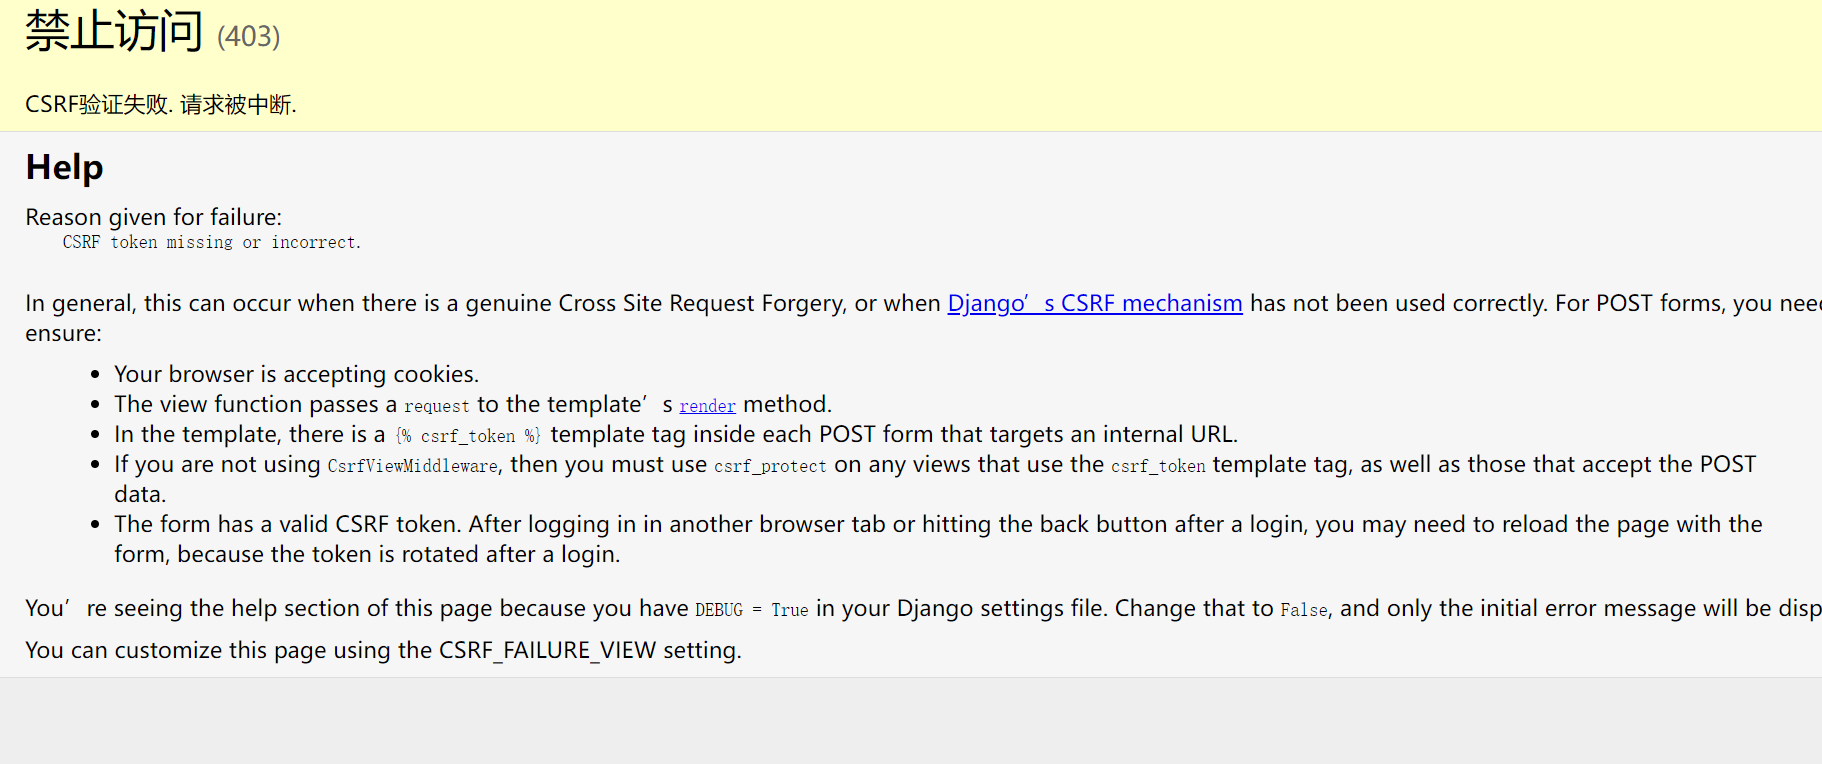 禁止访问 (403)
CSRF验证失败. 请求被中断.
Help
Reason given for failure:
CSRF token missing or incorrect.
In general, this can occur when there is a genuine Cross Site Request Forgery, or when Django’s CSRF mechanism has not been used correctly. For POST forms, you
ensure:
Your browser is accepting cookies.
The view function passes a request to the template’s render method.
In the template, there is a {% csrf_token %} template tag inside each POST form that targets an internal URL.
If you are not using CsrfViewMiddleware, then you must use csrf_protect on any views that use the csrf_token template tag, as well as those that accept the POST
data.
The form has a valid CSRF token. After logging in in another browser tab or hitting the back button after a login, you may need to reload the page with the
form, because the token is rotated after a login.
You’re seeing the help section of this page because you have DEBUG = True in your Django settings file. Change that to False, and only the initial error message will be
You can customize this page using the CSRF_FAILURE_VIEW setting.